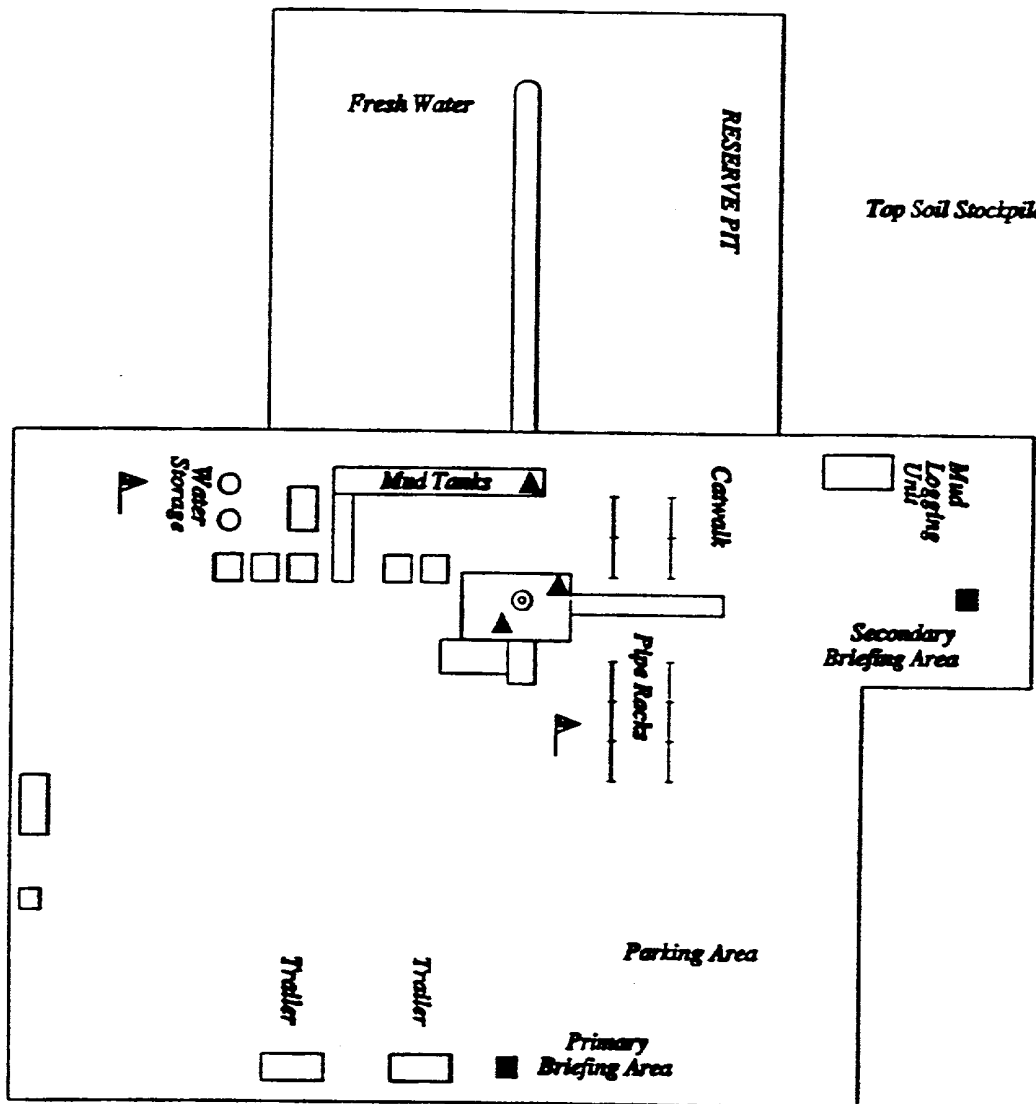 Fresh Water
RESERVE PIT
Top Soil Stockpile
Water
Storage
Mud Tanks
Catwalk
Mud
Logging
Unit
Secondary
Briefing Area
Pipe Racks
Parking Area
Trailer
Trailer
Primary
Briefing Area